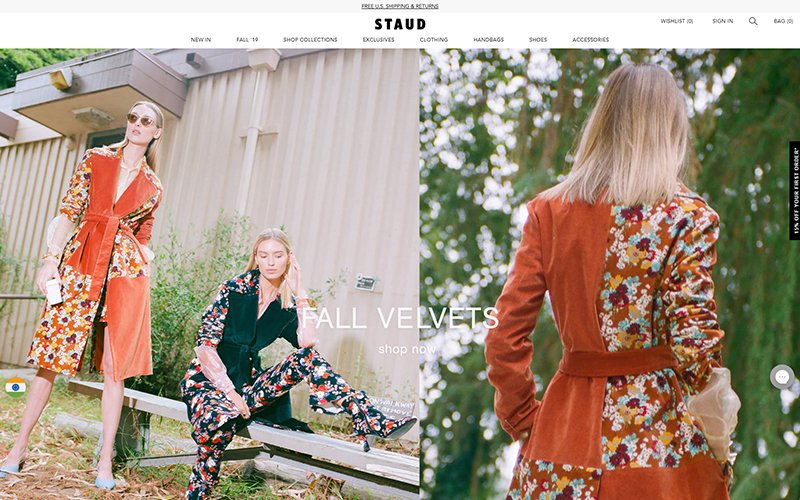 FREE U.S. SHIPPING & RETURNS
STAUD
WISHLIST (0)
SIGN IN
BAG (0)
NEW IN
FALL '19
SHOP COLLECTIONS
EXCLUSIVES
CLOTHING
HANDBAGS
SHOES
ACCESSORIES
15% OFF YOUR FIRST ORDER*
FALL VELVETS
shop now